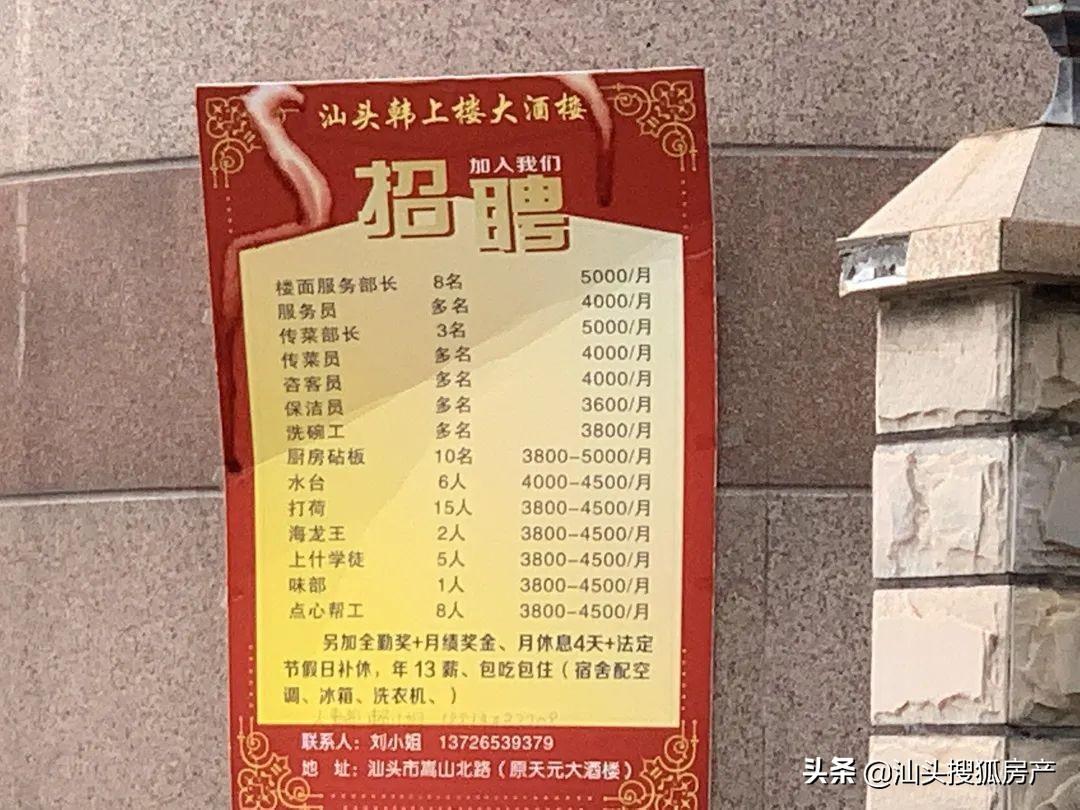 汕头韩上楼大酒楼
加入我们
招聘
楼面服务部长 8名 5000/月
服务员 多名 4000/月
传菜部长 3名 5000/月
传菜员 多名 4000/月
咨客员 多名 4000/月
保洁员 多名 3600/月
洗碗工 多名 3800/月
厨房砧板 10名 3800-5000/月
水台 6人 4000-4500/月
打荷 15人 3800-4500/月
海龙王 2人 3800-4500/月
上什学徒 5人 3800-4500/月
味部 1人 3800-4500/月
点心帮工 8人 3800-4500/月
另加全勤奖+月绩奖金、月休息4天+法定
节假日补休，年13薪、包吃包住（宿舍配空
调、冰箱、洗衣机、）
联系人：刘小姐 13726539379
地 址：汕头市嵩山北路（原天元大酒楼）
头条 @汕头搜狐房产